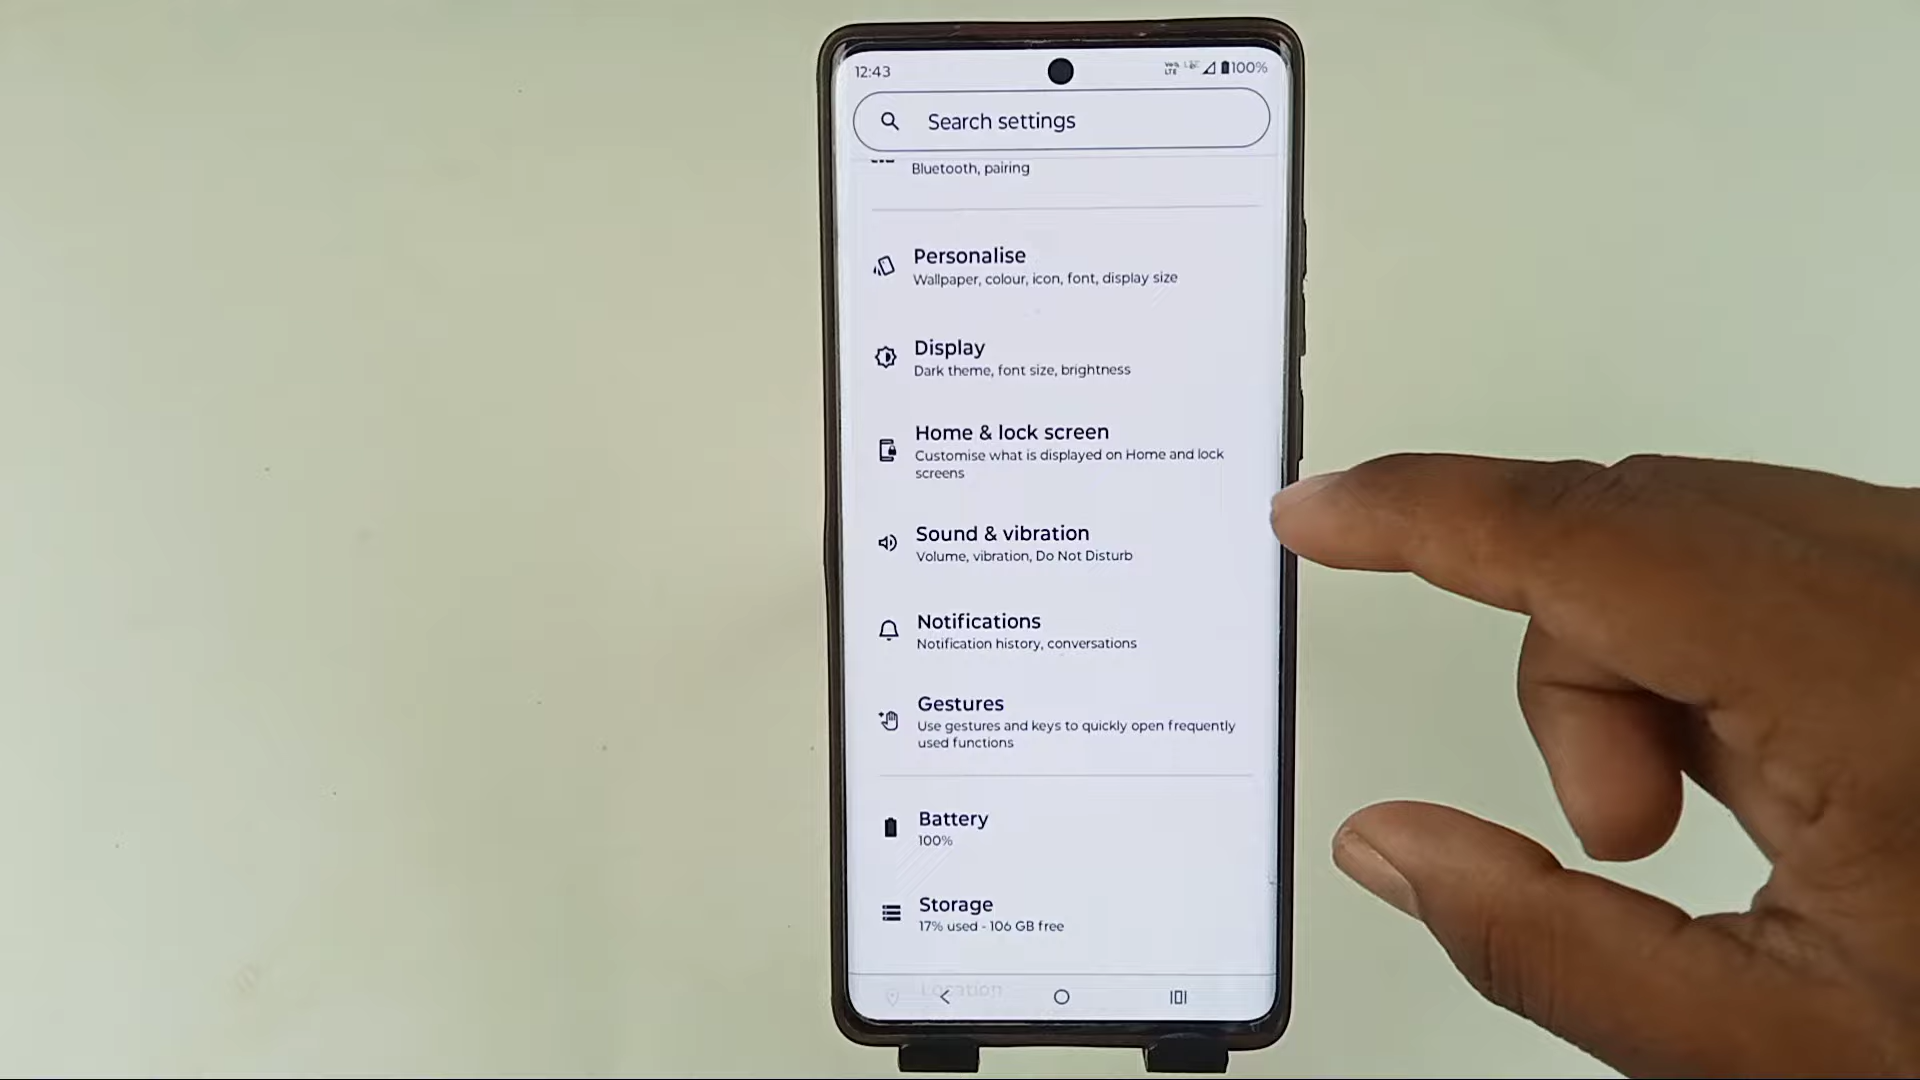 12:43
100%
Search settings
Bluetooth, pairing
Personalise
Wallpaper, colour, icon, font, display size
Display
Dark theme, font size, brightness
Home & lock screen
Customise what is displayed on Home and lock
screens
Sound & vibration
Volume, vibration, Do Not Disturb
Notifications
Notification history, conversations
Gestures
Use gestures and keys to quickly open frequently
used functions
Battery
100%
Storage
17% used - 106 GB free
Location